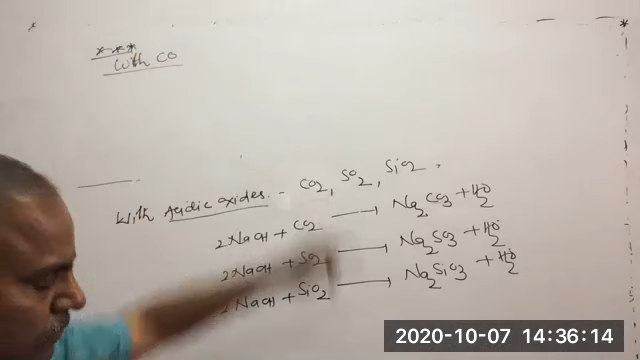 ***
With CO
With Acidic oxides - CO2, SO2, SiO2.
2NaOH + CO2 → Na2CO3 + H2O
2NaOH + SO2 → Na2SO3 + H2O
2NaOH + SiO2 → Na2SiO3 + H2O
2020-10-07 14:36:14